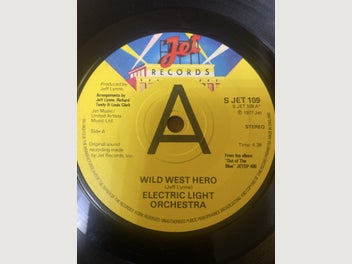 Jet
RECORDS
Produced by
Jeff Lynne.
Arrangements by
Jeff Lynne, Richard
Tandy & Louis Clark
Jet Music/
United Artists
Music Ltd.
Side A
Original sound
recording made
by Jet Records, Inc.
A
S JET 109
℗ 1977 Jet
STEREO
Time: 4.38
From the album
"Out of The
Blue" JETDP 400
WILD WEST HERO
(Jeff Lynne)
ELECTRIC LIGHT
ORCHESTRA